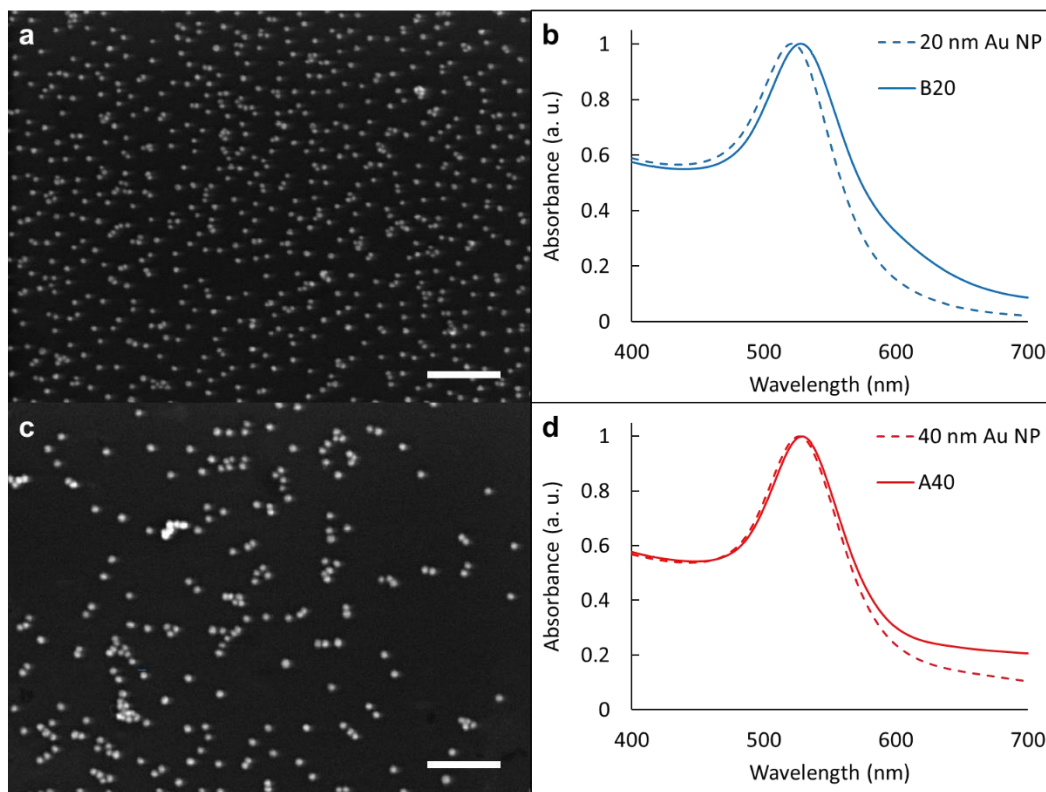 a
b
20 nm Au NP
B20
Absorbance (a. u.)
1
0.8
0.6
0.4
0.2
0
400 500 600 700
Wavelength (nm)
c
d
40 nm Au NP
A40
Absorbance (a. u.)
1
0.8
0.6
0.4
0.2
0
400 500 600 700
Wavelength (nm)